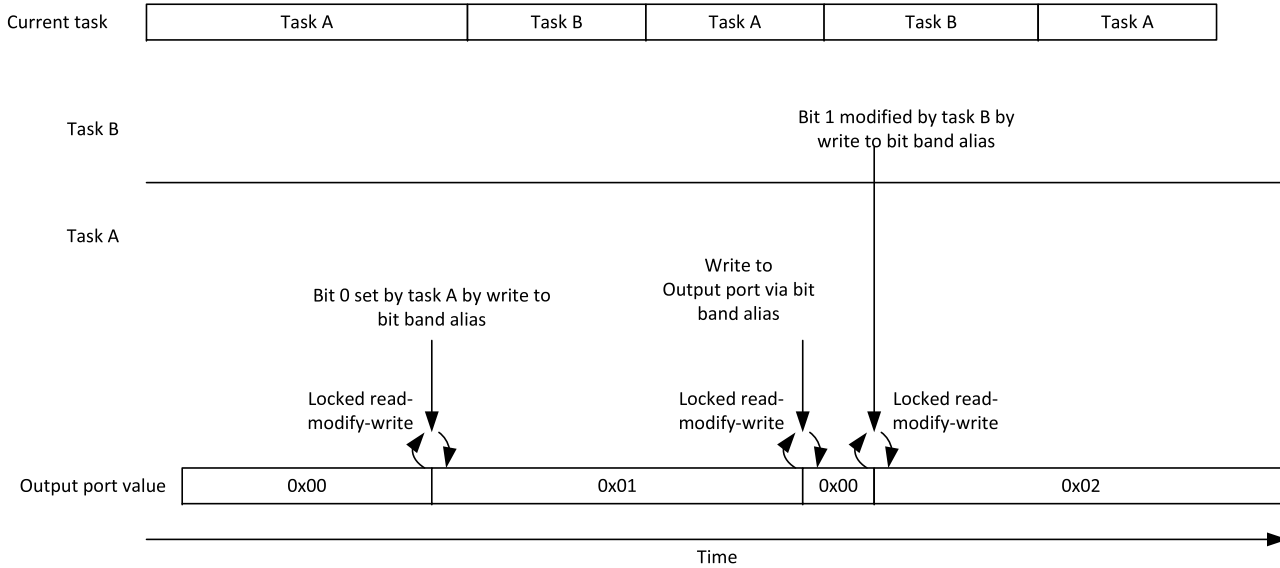 Current task
Task A
Task B
Task A
Task B
Task A
Task B
Bit 1 modified by task B by
write to bit band alias
Task A
Write to
Output port via bit
band alias
Bit 0 set by task A by write to
bit band alias
Locked read-
modify-write
Locked read-
modify-write
Locked read-
modify-write
Output port value
0x00
0x01
0x00
0x02
Time